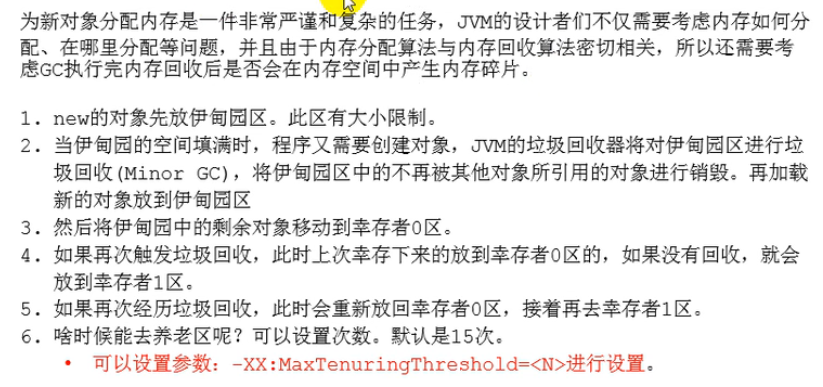 为新对象分配内存是一件非常严谨和复杂的任务，JVM的设计者们不仅需要考虑内存如何分
配、在哪里分配等问题，并且由于内存分配算法与内存回收算法密切相关，所以还需要考
虑GC执行完内存回收后是否会在内存空间中产生内存碎片。
1. new的对象先放伊甸园区。此区有大小限制。
2. 当伊甸园的空间填满时，程序又需要创建对象，JVM的垃圾回收器将对伊甸园区进行垃
圾回收(Minor GC)，将伊甸园区中的不再被其他对象所引用的对象进行销毁。再加载
新的对象放到伊甸园区
3. 然后将伊甸园中的剩余对象移动到幸存者0区。
4. 如果再次触发垃圾回收，此时上次幸存下来的放到幸存者0区的，如果没有回收，就会
放到幸存者1区。
5. 如果再次经历垃圾回收，此时会重新放回幸存者0区，接着再去幸存者1区。
6. 啥时候能去养老区呢？可以设置次数。默认是15次。
• 可以设置参数：-XX:MaxTenuringThreshold=<N>进行设置。